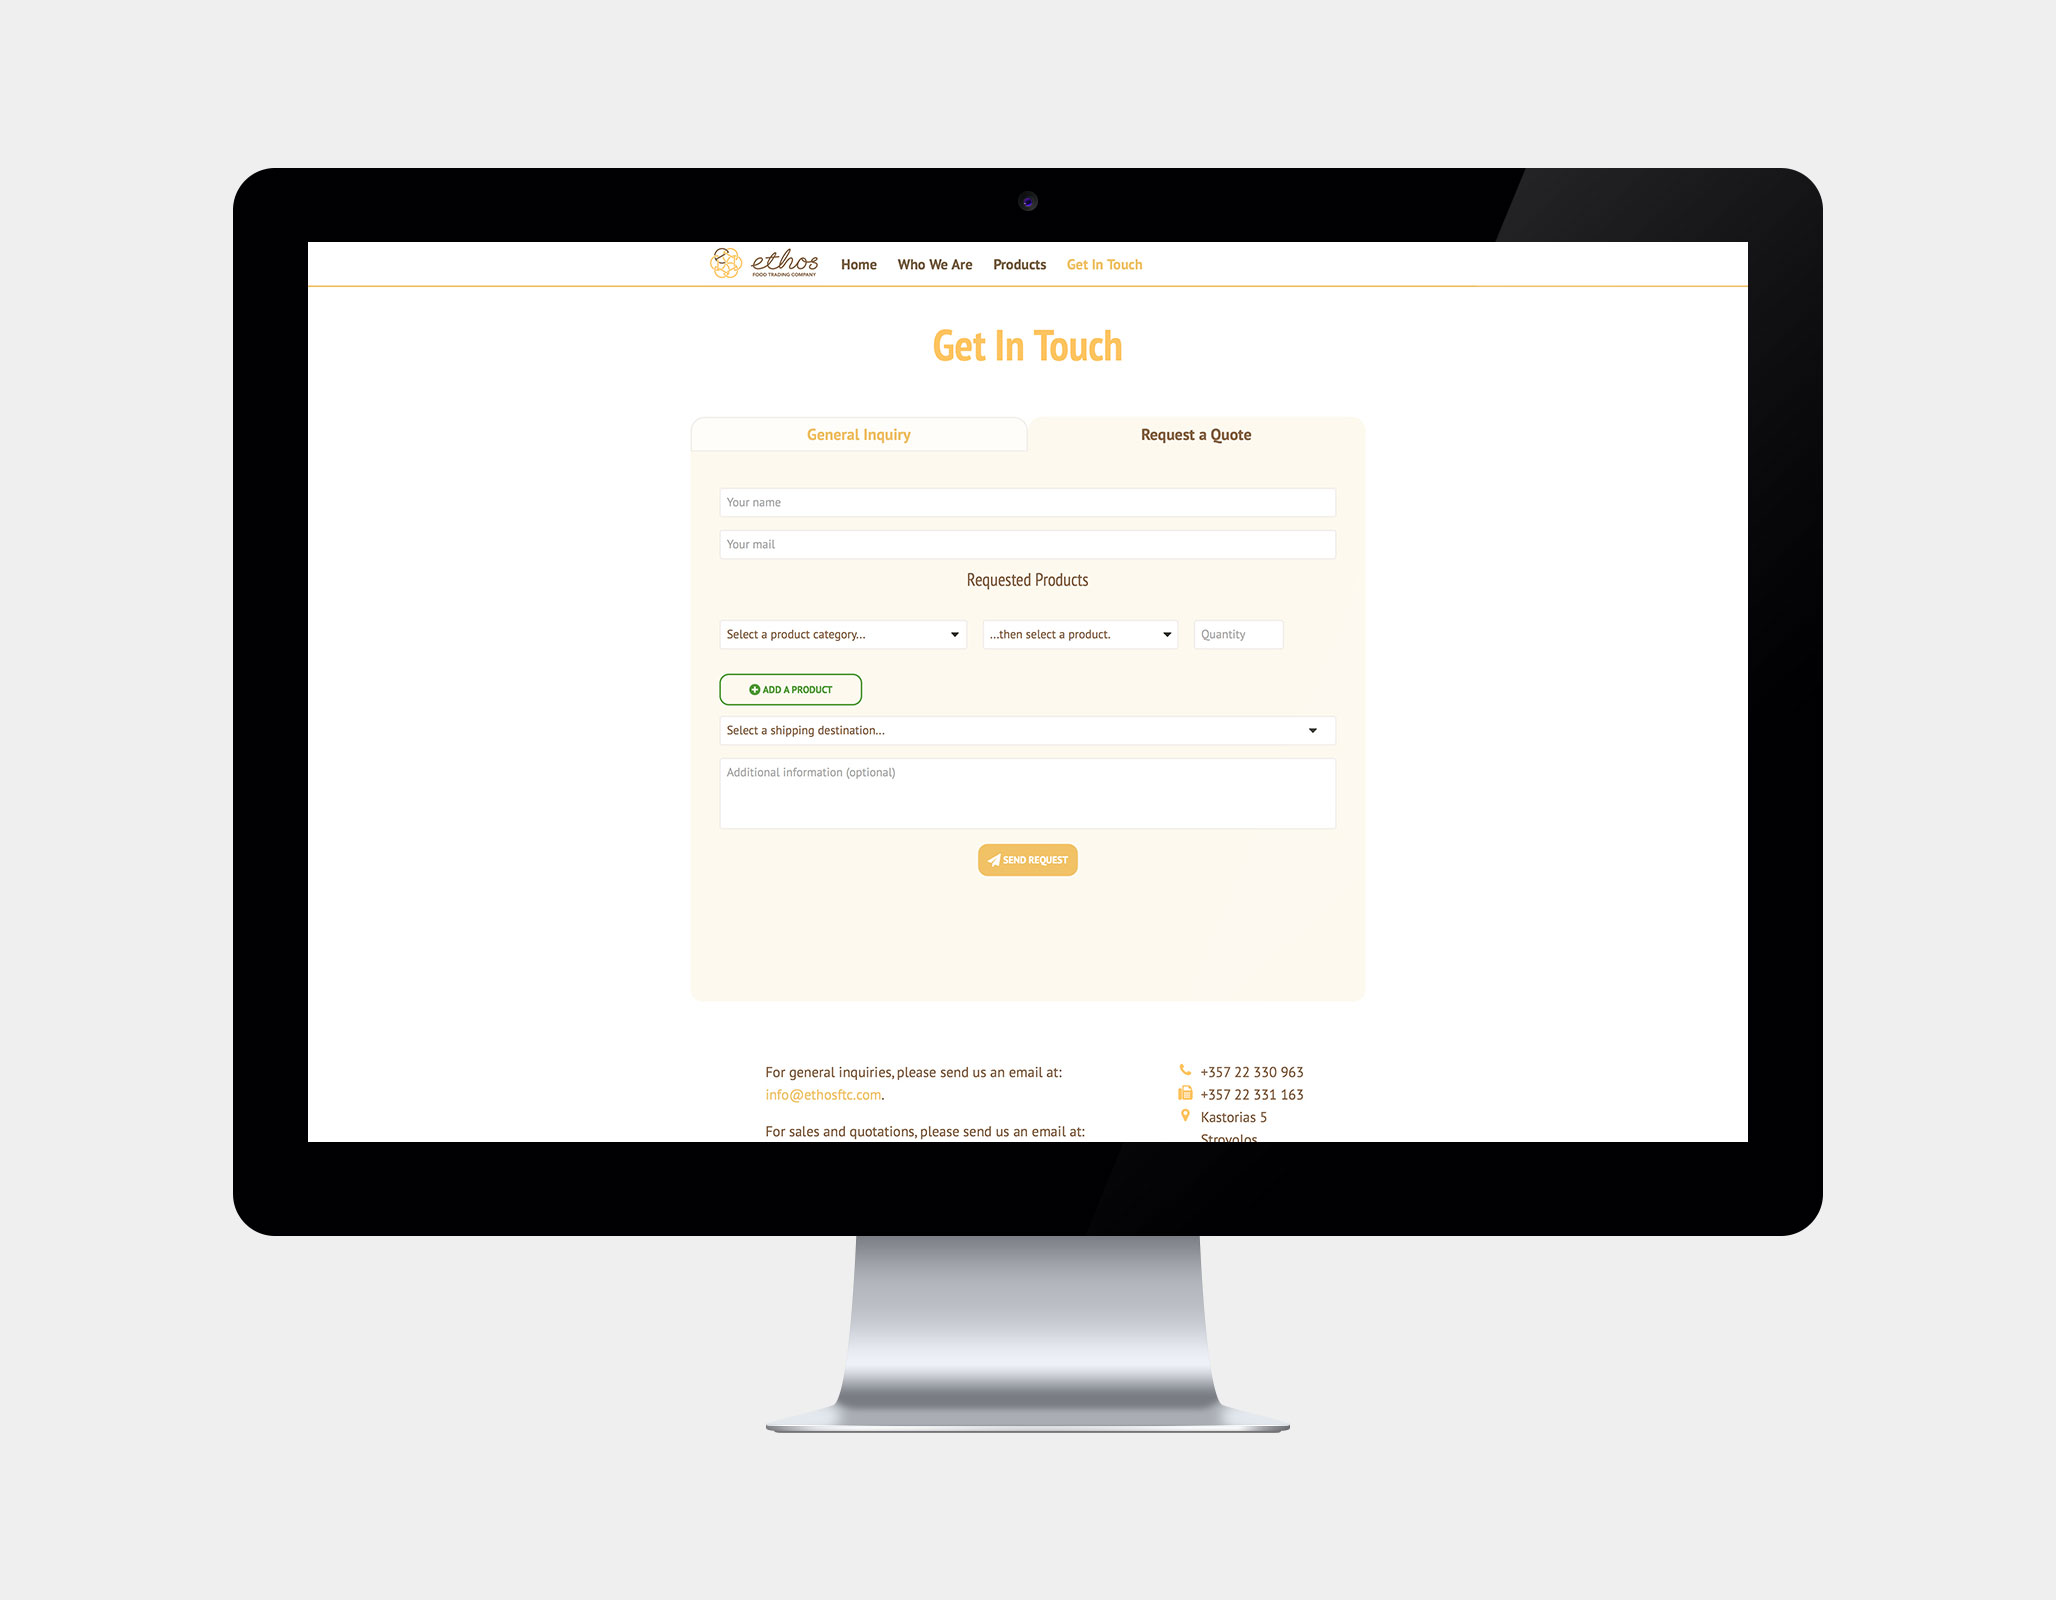 ethos
FOOD TRADING COMPANY
Home Who We Are Products Get In Touch
Get In Touch
General Inquiry Request a Quote
Your name
Your mail
Requested Products
Select a product category... ...then select a product. Quantity
ADD A PRODUCT
Select a shipping destination...
Additional information (optional)
SEND REQUEST
For general inquiries, please send us an email at:
info@ethosftc.com.
For sales and quotations, please send us an email at:
+357 22 330 963
+357 22 331 163
Kastorias 5
Strovolos